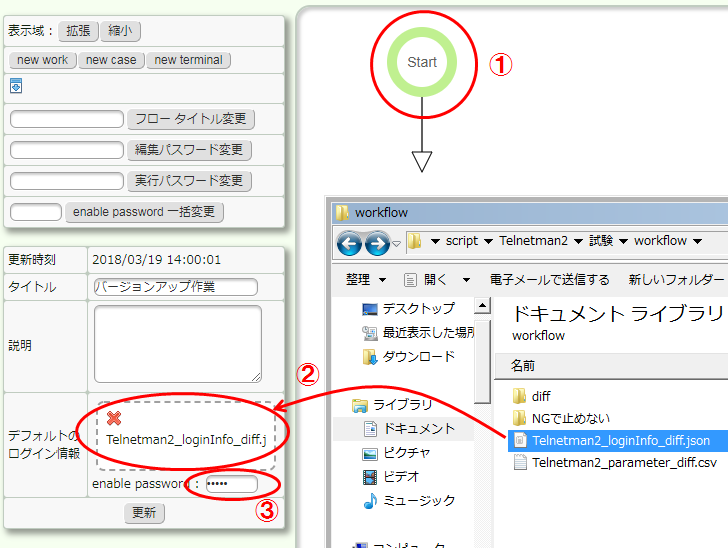 表示域： 拡張 縮小
new work new case new terminal
フロー タイトル変更
編集パスワード変更
実行パスワード変更
enable password 一括変更
更新時刻 2018/03/19 14:00:01
タイトル バージョンアップ作業
説明
デフォルトの
ログイン情報
Telnetman2_loginInfo_diff.j
enable password : •••••
更新
Start
①
②
③
workflow
script Telnetman2 試験 workflow
整理 開く 電子メールで送信する 新しいフォルダー
デスクトップ
最近表示した場所
ダウンロード
ライブラリ
ドキュメント
ピクチャ
ビデオ
ミュージック
コンピューター
ドキュメント ライブラリ
workflow
名前
diff
NGで止めない
Telnetman2_loginInfo_diff.json
Telnetman2_parameter_diff.csv